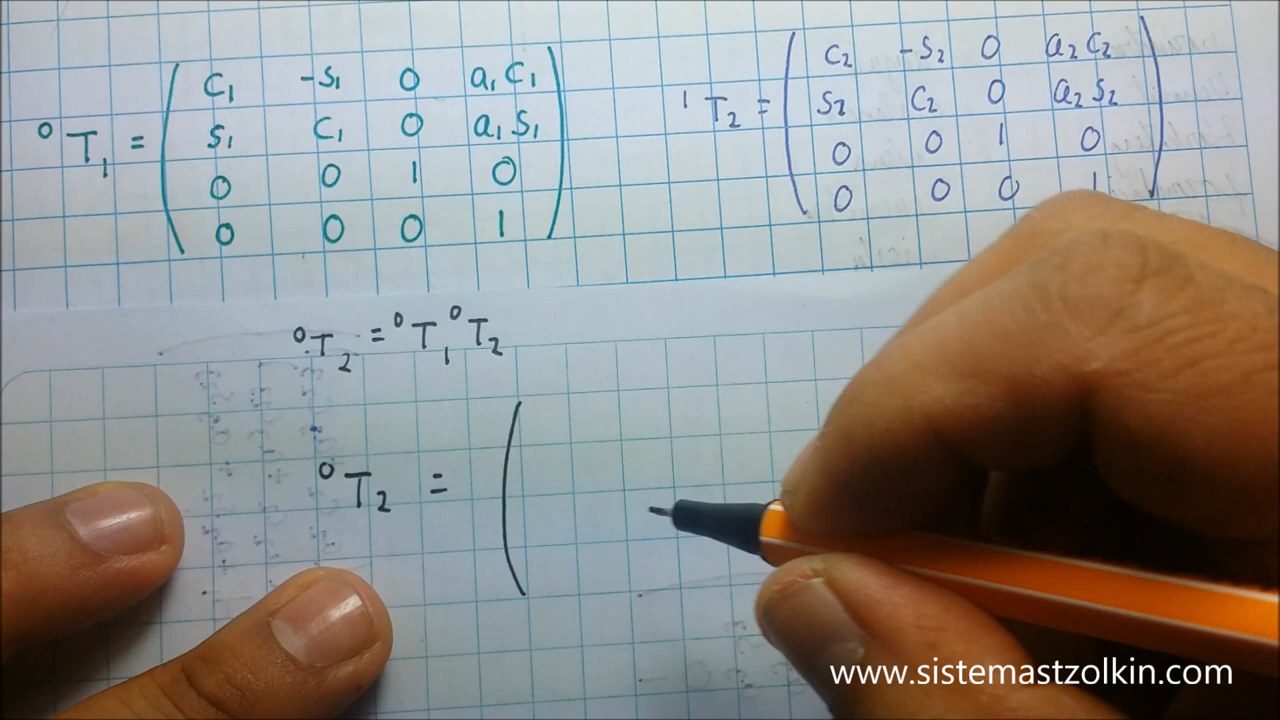 ⁰T₁ = ( c₁ -s₁ 0 a₁c₁
s₁ c₁ 0 a₁s₁
0 0 1 0
0 0 0 1 )
¹T₂ = ( c₂ -s₂ 0 a₂c₂
s₂ c₂ 0 a₂s₂
0 0 1 0
0 0 0 1 )
⁰T₂ = ⁰T₁ ⁰T₂
⁰T₂ = (
www.sistemastzolkin.com